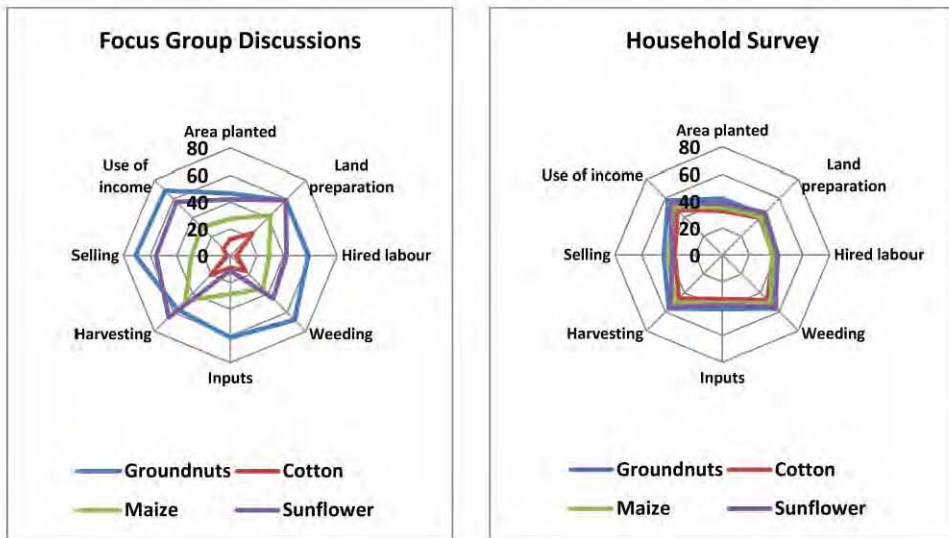 Focus Group Discussions
Area planted
80
60
40
20
0
Land
preparation
Hired labour
Weeding
Inputs
Harvesting
Selling
Use of
income
Groundnuts
Cotton
Maize
Sunflower
Household Survey
Area planted
80
60
40
20
0
Land
preparation
Hired labour
Weeding
Inputs
Harvesting
Selling
Use of income
Groundnuts
Cotton
Maize
Sunflower